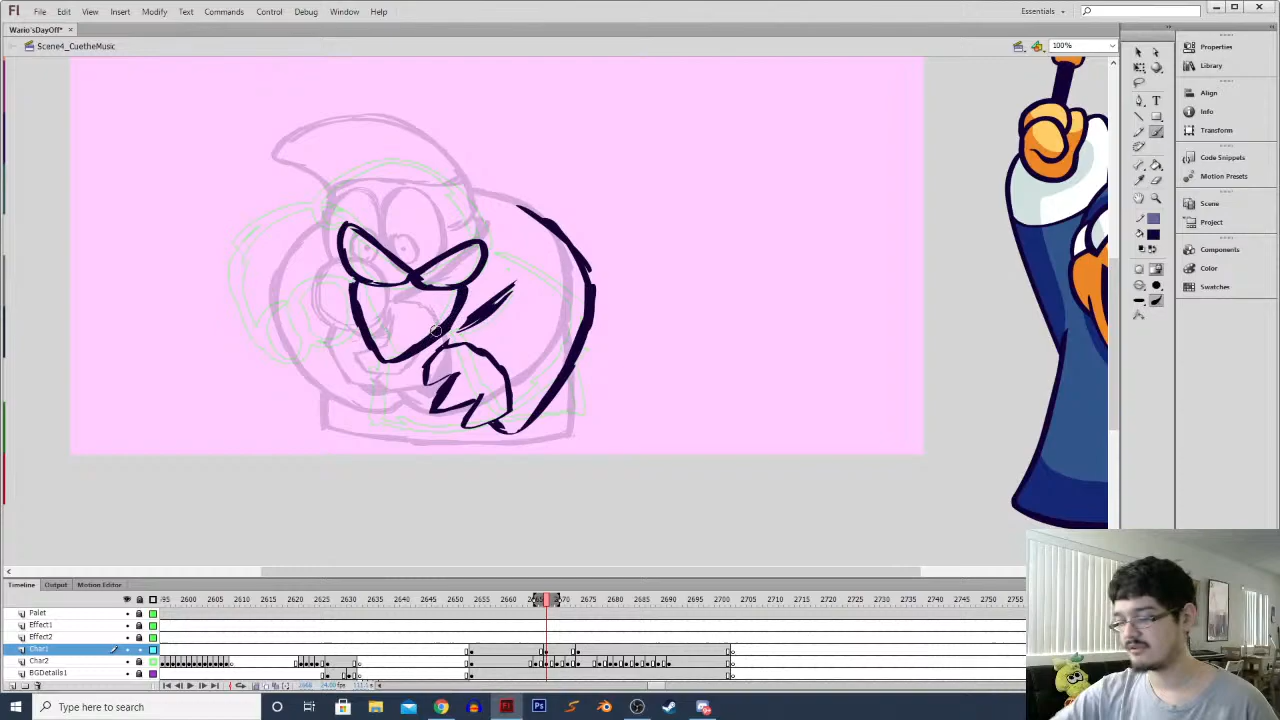 Fl File Edit View Insert Modify Text Commands Control Debug Window Help Essentials
Wario'sDayOff* ×
Scene4_CuetheMusic 100%
Properties
Library
Align
Info
Transform
Code Snippets
Motion Presets
Scene
Project
Components
Color
Swatches
Timeline Output Motion Editor
2600 2605 2610 2615 2620 2625 2630 2635 2640 2645 2650 2655 2660 2675 2680 2685 2690 2695 2700 2705 2710 2715 2720 2725 2730 2735 2740 2745 2750 2755
Palet
Effect1
Effect2
Char1
Char2
BGDetails1
Type here to search